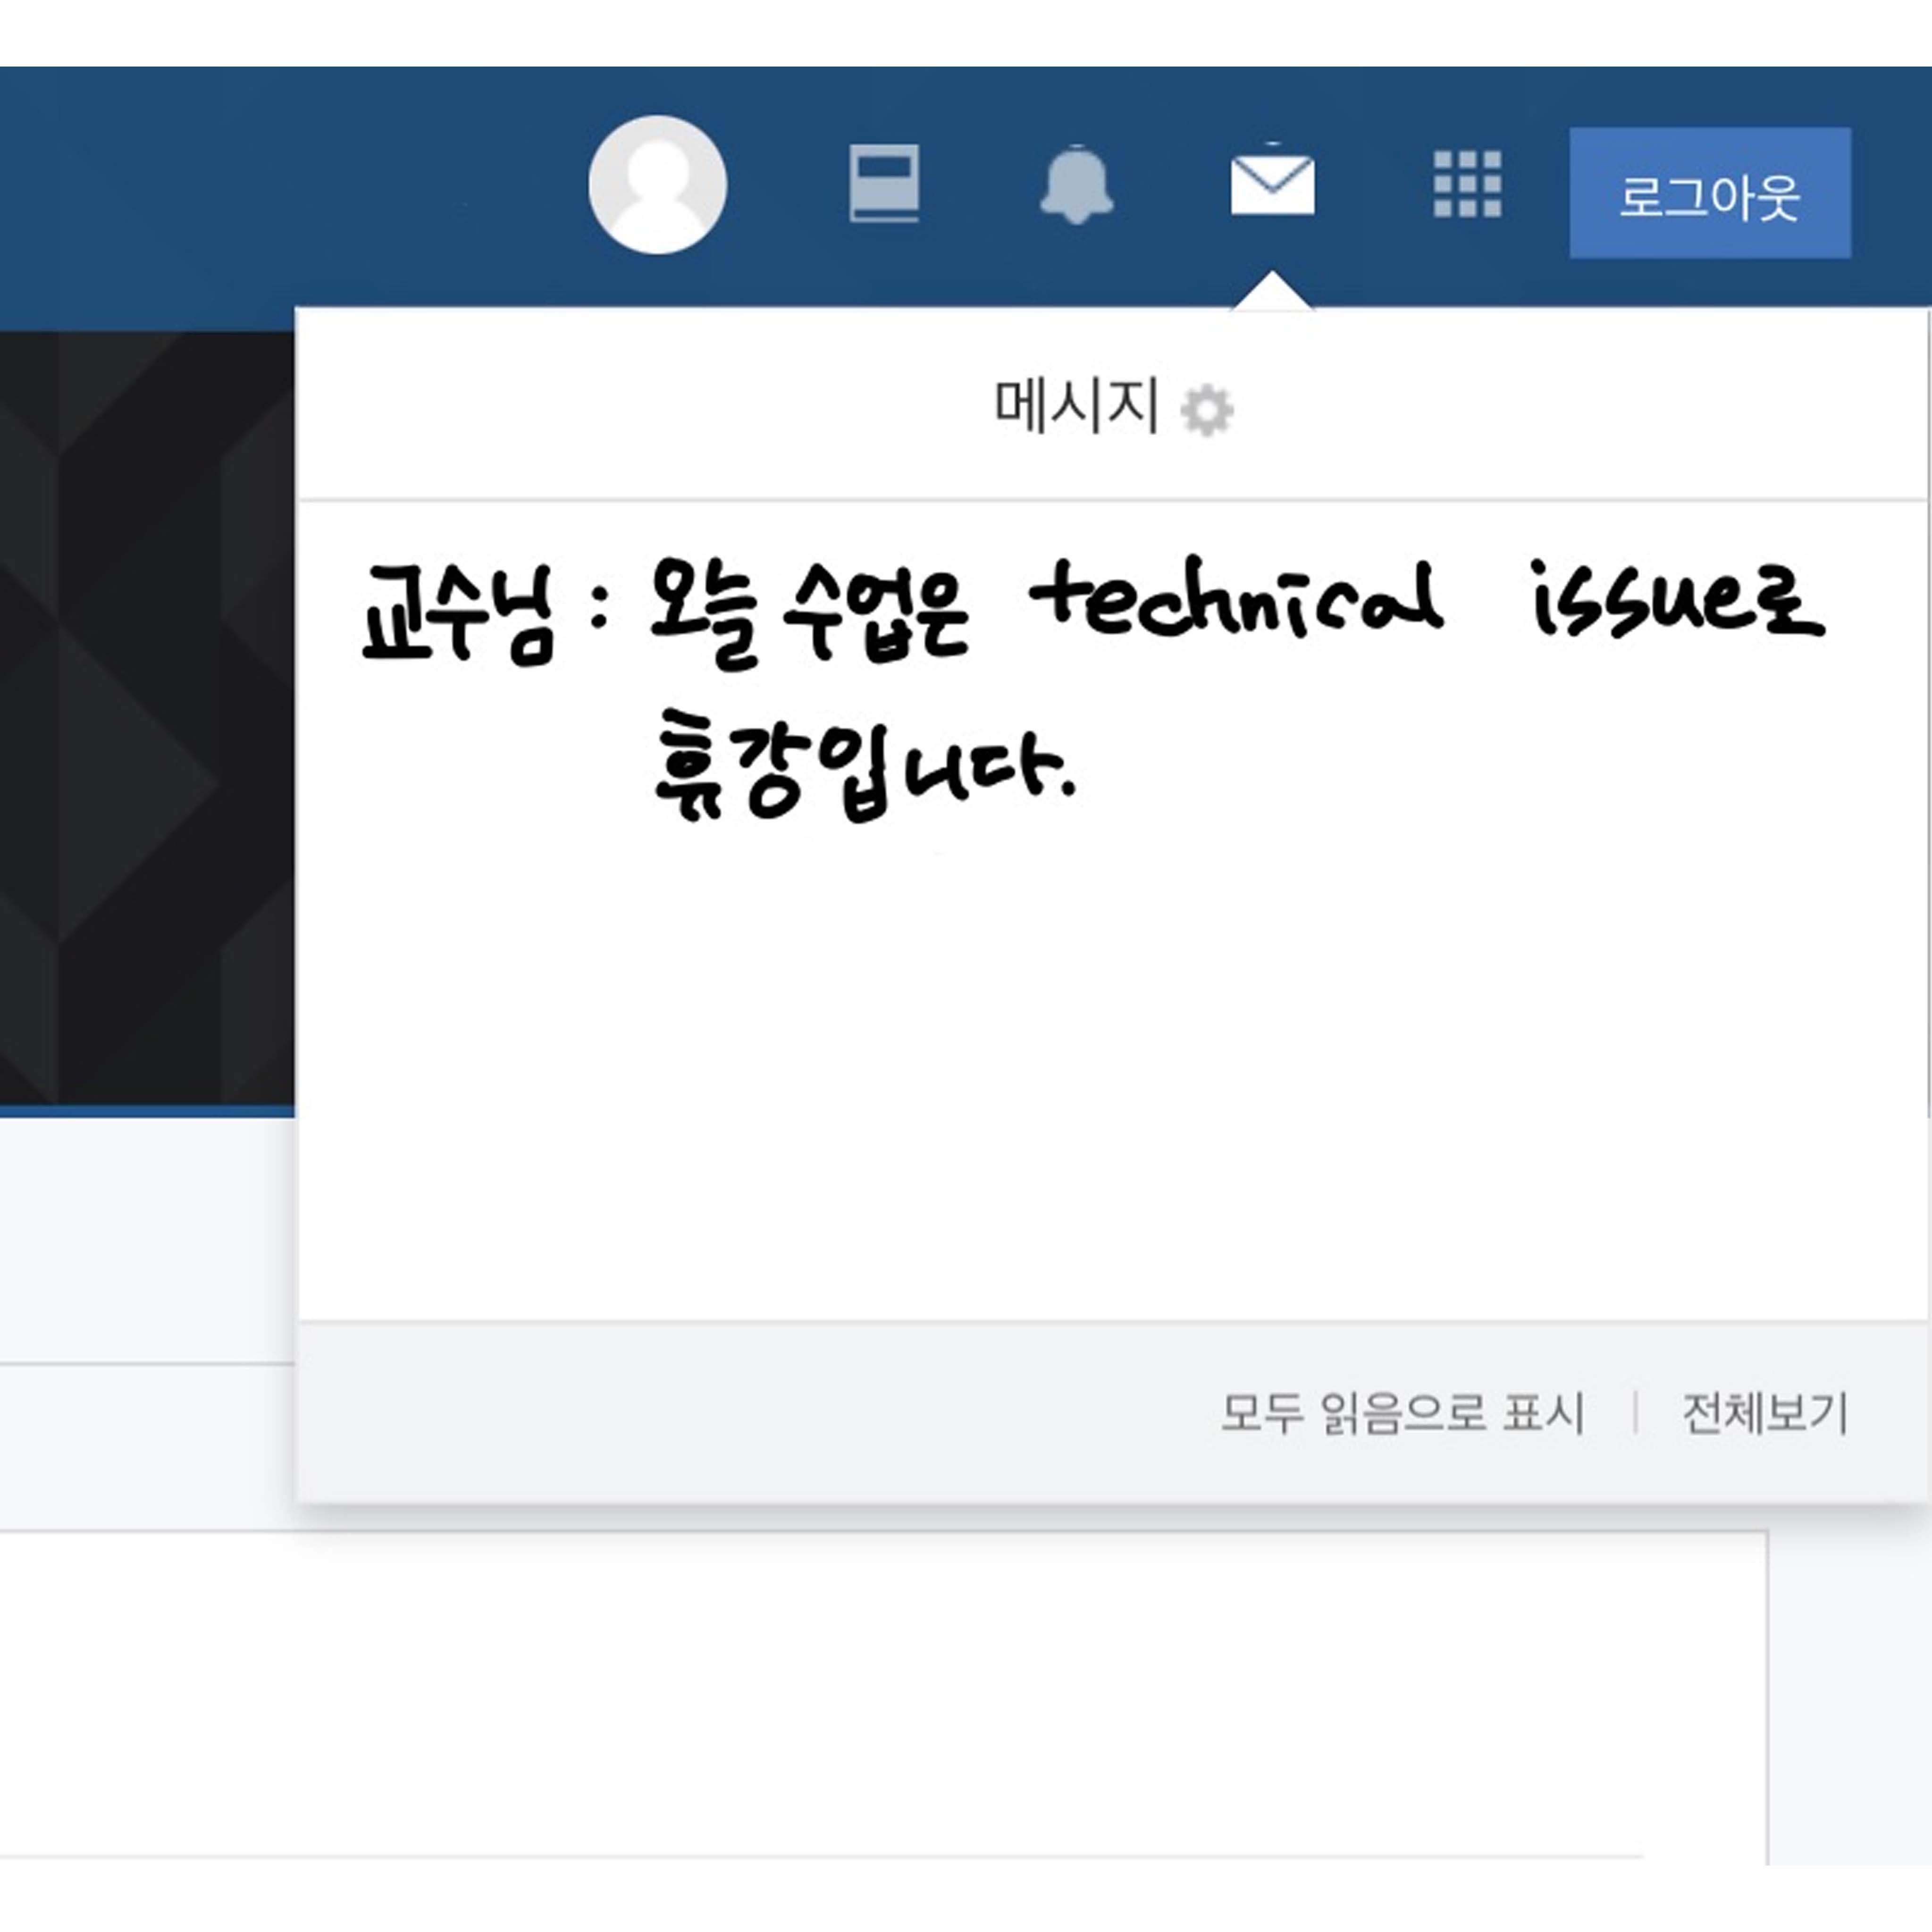 로그아웃
메시지
교수님 : 오늘 수업은 technical issue로
휴강입니다.
모두 읽음으로 표시 | 전체보기